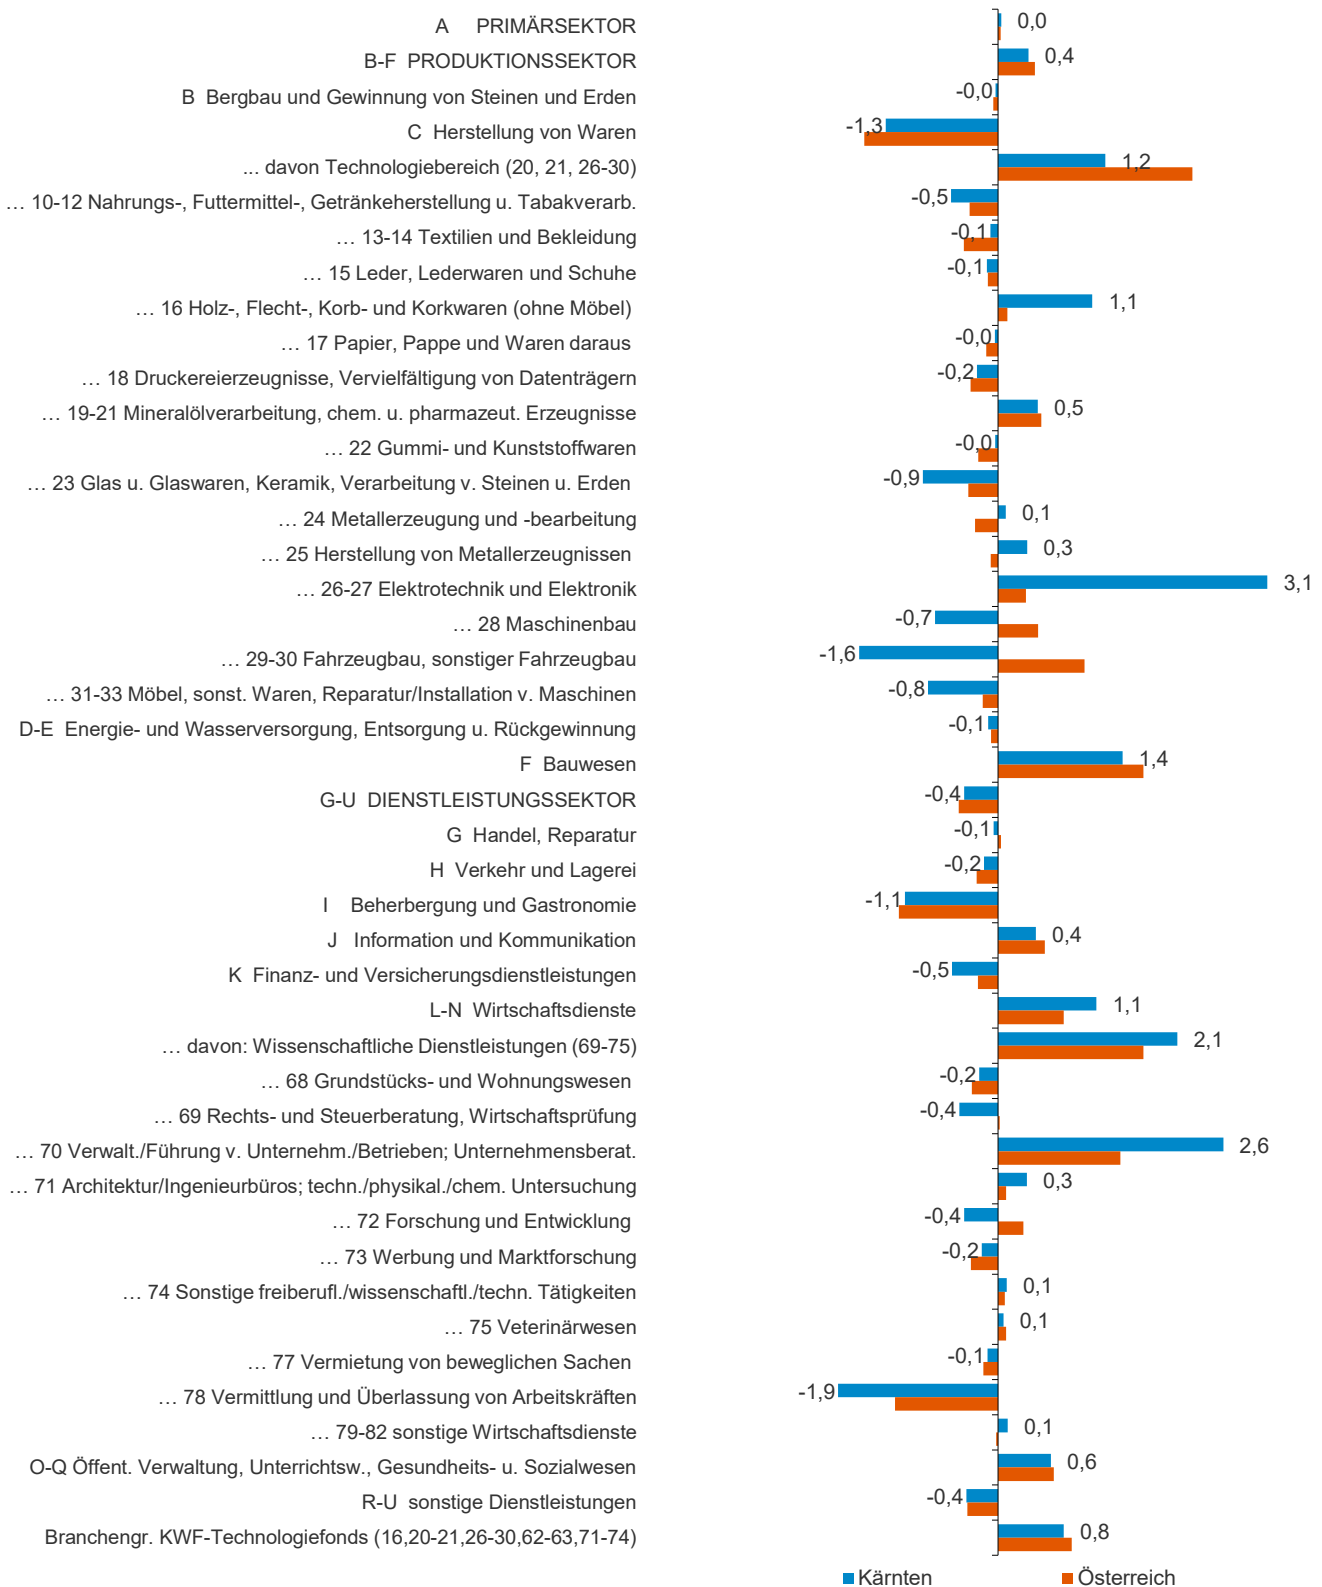 A PRIMÄRSEKTOR 0,0
B-F PRODUKTIONSSEKTOR 0,4
B Bergbau und Gewinnung von Steinen und Erden -0,0
C Herstellung von Waren -1,3
... davon Technologiebereich (20, 21, 26-30) 1,2
… 10-12 Nahrungs-, Futtermittel-, Getränkeherstellung u. Tabakverarb. -0,5
… 13-14 Textilien und Bekleidung -0,1
… 15 Leder, Lederwaren und Schuhe -0,1
… 16 Holz-, Flecht-, Korb- und Korkwaren (ohne Möbel) 1,1
… 17 Papier, Pappe und Waren daraus -0,0
… 18 Druckereierzeugnisse, Vervielfältigung von Datenträgern -0,2
… 19-21 Mineralölverarbeitung, chem. u. pharmazeut. Erzeugnisse 0,5
… 22 Gummi- und Kunststoffwaren -0,0
… 23 Glas u. Glaswaren, Keramik, Verarbeitung v. Steinen u. Erden -0,9
… 24 Metallerzeugung und -bearbeitung 0,1
… 25 Herstellung von Metallerzeugnissen 0,3
… 26-27 Elektrotechnik und Elektronik 3,1
… 28 Maschinenbau -0,7
… 29-30 Fahrzeugbau, sonstiger Fahrzeugbau -1,6
… 31-33 Möbel, sonst. Waren, Reparatur/Installation v. Maschinen -0,8
D-E Energie- und Wasserversorgung, Entsorgung u. Rückgewinnung -0,1
F Bauwesen 1,4
G-U DIENSTLEISTUNGSSEKTOR -0,4
G Handel, Reparatur -0,1
H Verkehr und Lagerei -0,2
I Beherbergung und Gastronomie -1,1
J Information und Kommunikation 0,4
K Finanz- und Versicherungsdienstleistungen -0,5
L-N Wirtschaftsdienste 1,1
… davon: Wissenschaftliche Dienstleistungen (69-75) 2,1
… 68 Grundstücks- und Wohnungswesen -0,2
… 69 Rechts- und Steuerberatung, Wirtschaftsprüfung -0,4
… 70 Verwalt./Führung v. Unternehm./Betrieben; Unternehmensberat. 2,6
… 71 Architektur/Ingenieurbüros; techn./physikal./chem. Untersuchung 0,3
… 72 Forschung und Entwicklung -0,4
… 73 Werbung und Marktforschung -0,2
… 74 Sonstige freiberufl./wissenschaftl./techn. Tätigkeiten 0,1
… 75 Veterinärwesen 0,1
… 77 Vermietung von beweglichen Sachen -0,1
… 78 Vermittlung und Überlassung von Arbeitskräften -1,9
… 79-82 sonstige Wirtschaftsdienste 0,1
O-Q Öffent. Verwaltung, Unterrichtsw., Gesundheits- u. Sozialwesen 0,6
R-U sonstige Dienstleistungen -0,4
Branchengr. KWF-Technologiefonds (16,20-21,26-30,62-63,71-74) 0,8
Kärnten Österreich